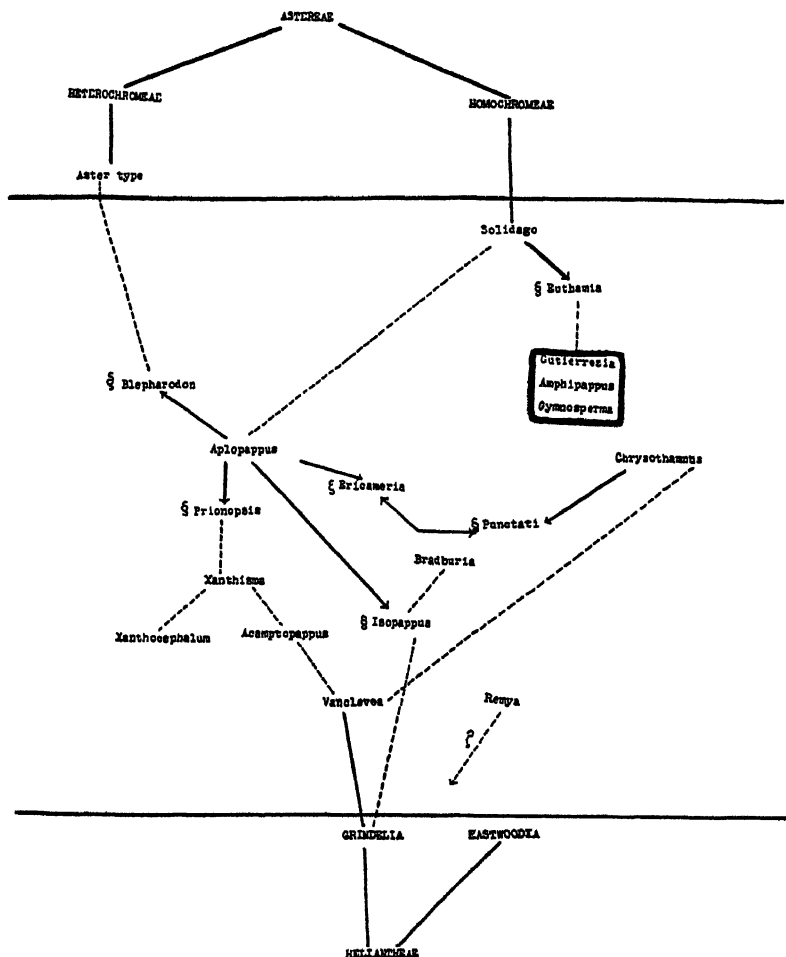 ASTEREAE
HETEROCHROMEAE
HOMOCHROMEAE
Aster type
Solidago
§ Euthamia
Gutierrezia
Amphipappus
Gymnosperma
§ Blepharodon
Aplopappus
Chrysothamnus
§ Ericameria
§ Prionopsis
§ Punctati
Bradburia
Xanthisma
§ Isopappus
Xanthocephalum
Acamptopappus
Vanclevea
Remya
?
GRINDELIA
EASTWOODIA
HELIANTHEAE